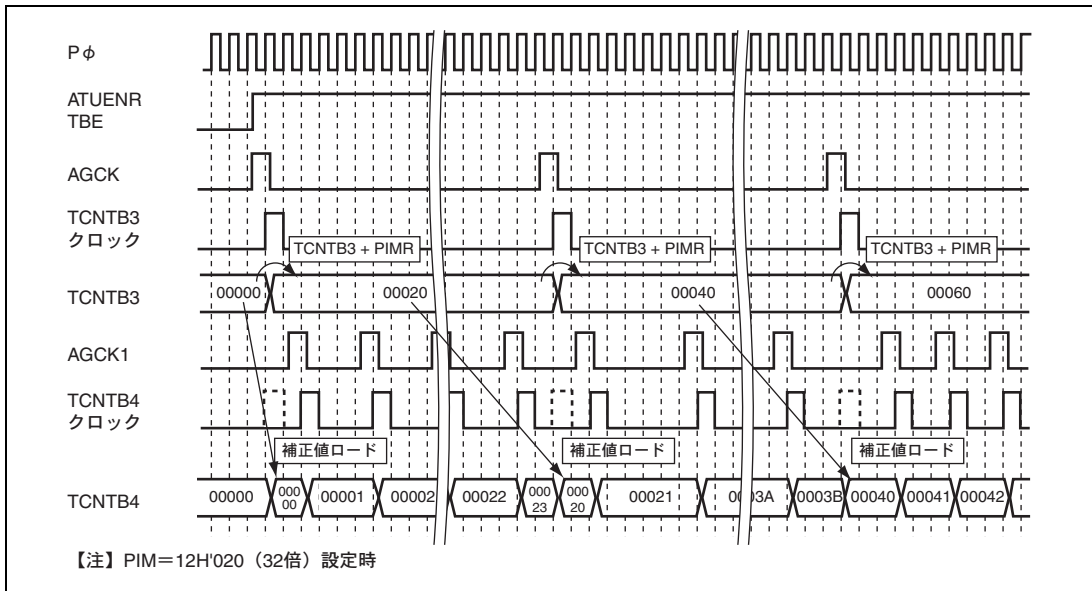 Pφ
ATUENR
TBE
AGCK
TCNTB3
クロック
TCNTB3 + PIMR
TCNTB3 + PIMR
TCNTB3 + PIMR
TCNTB3
00000
00020
00040
00060
AGCK1
TCNTB4
クロック
補正値ロード
補正値ロード
補正値ロード
TCNTB4
00000
000
00
00001
00002
00022
000
23
000
20
00021
0003A
0003B
00040
00041
00042
【注】PIM=12H'020(32倍)設定時